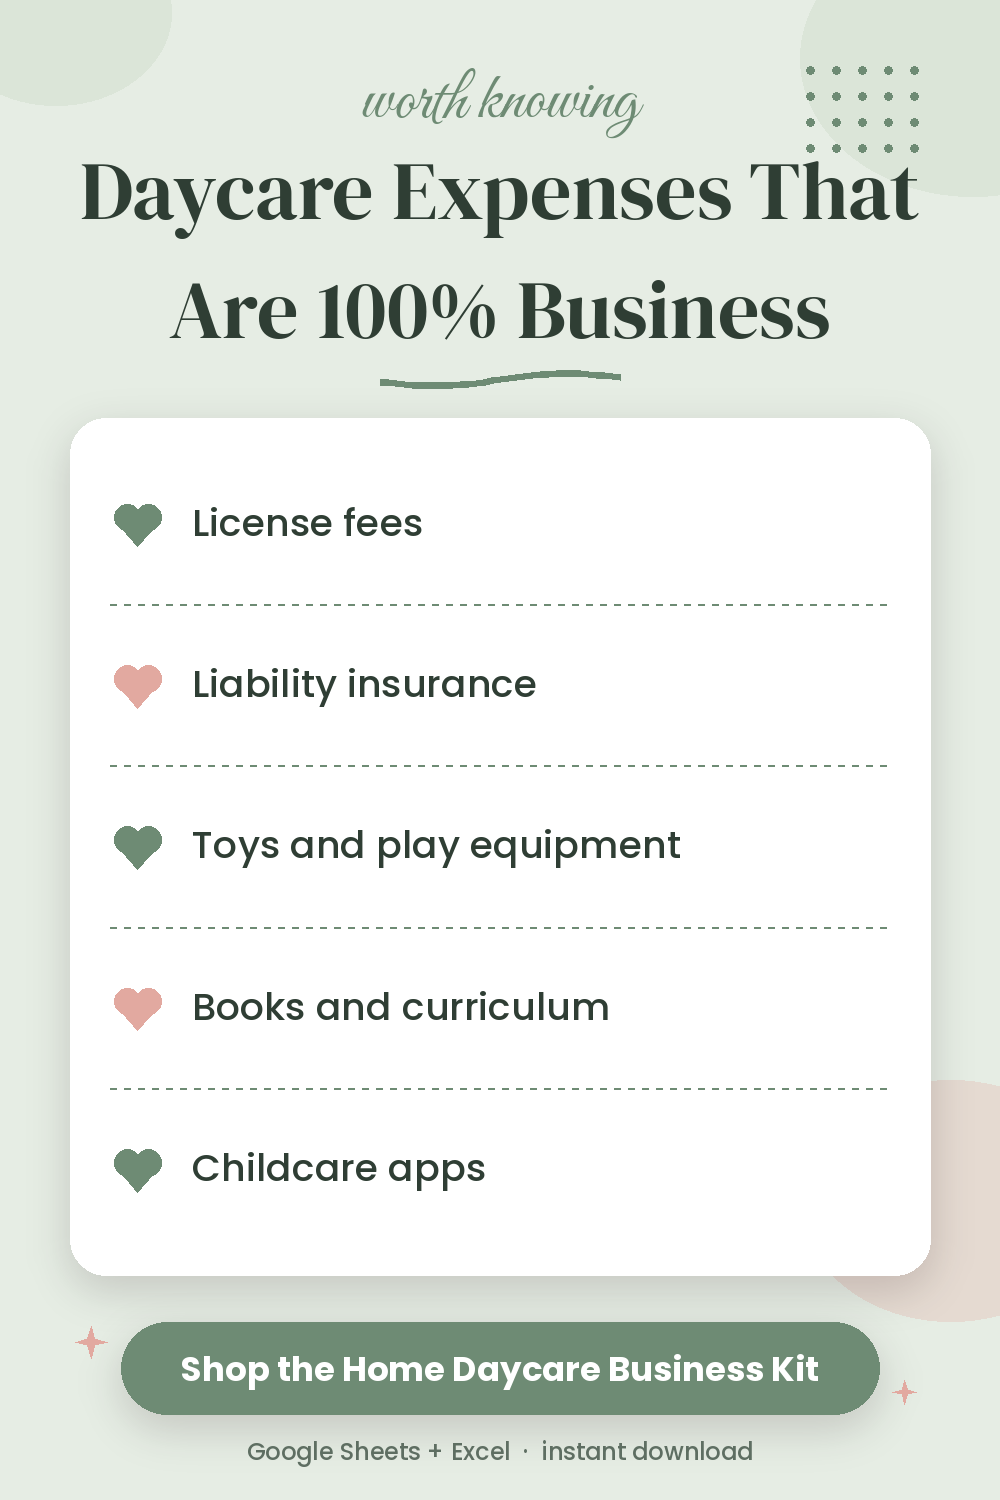 worth knowing
Daycare Expenses That
Are 100% Business
License fees
Liability insurance
Toys and play equipment
Books and curriculum
Childcare apps
Shop the Home Daycare Business Kit
Google Sheets + Excel · instant download